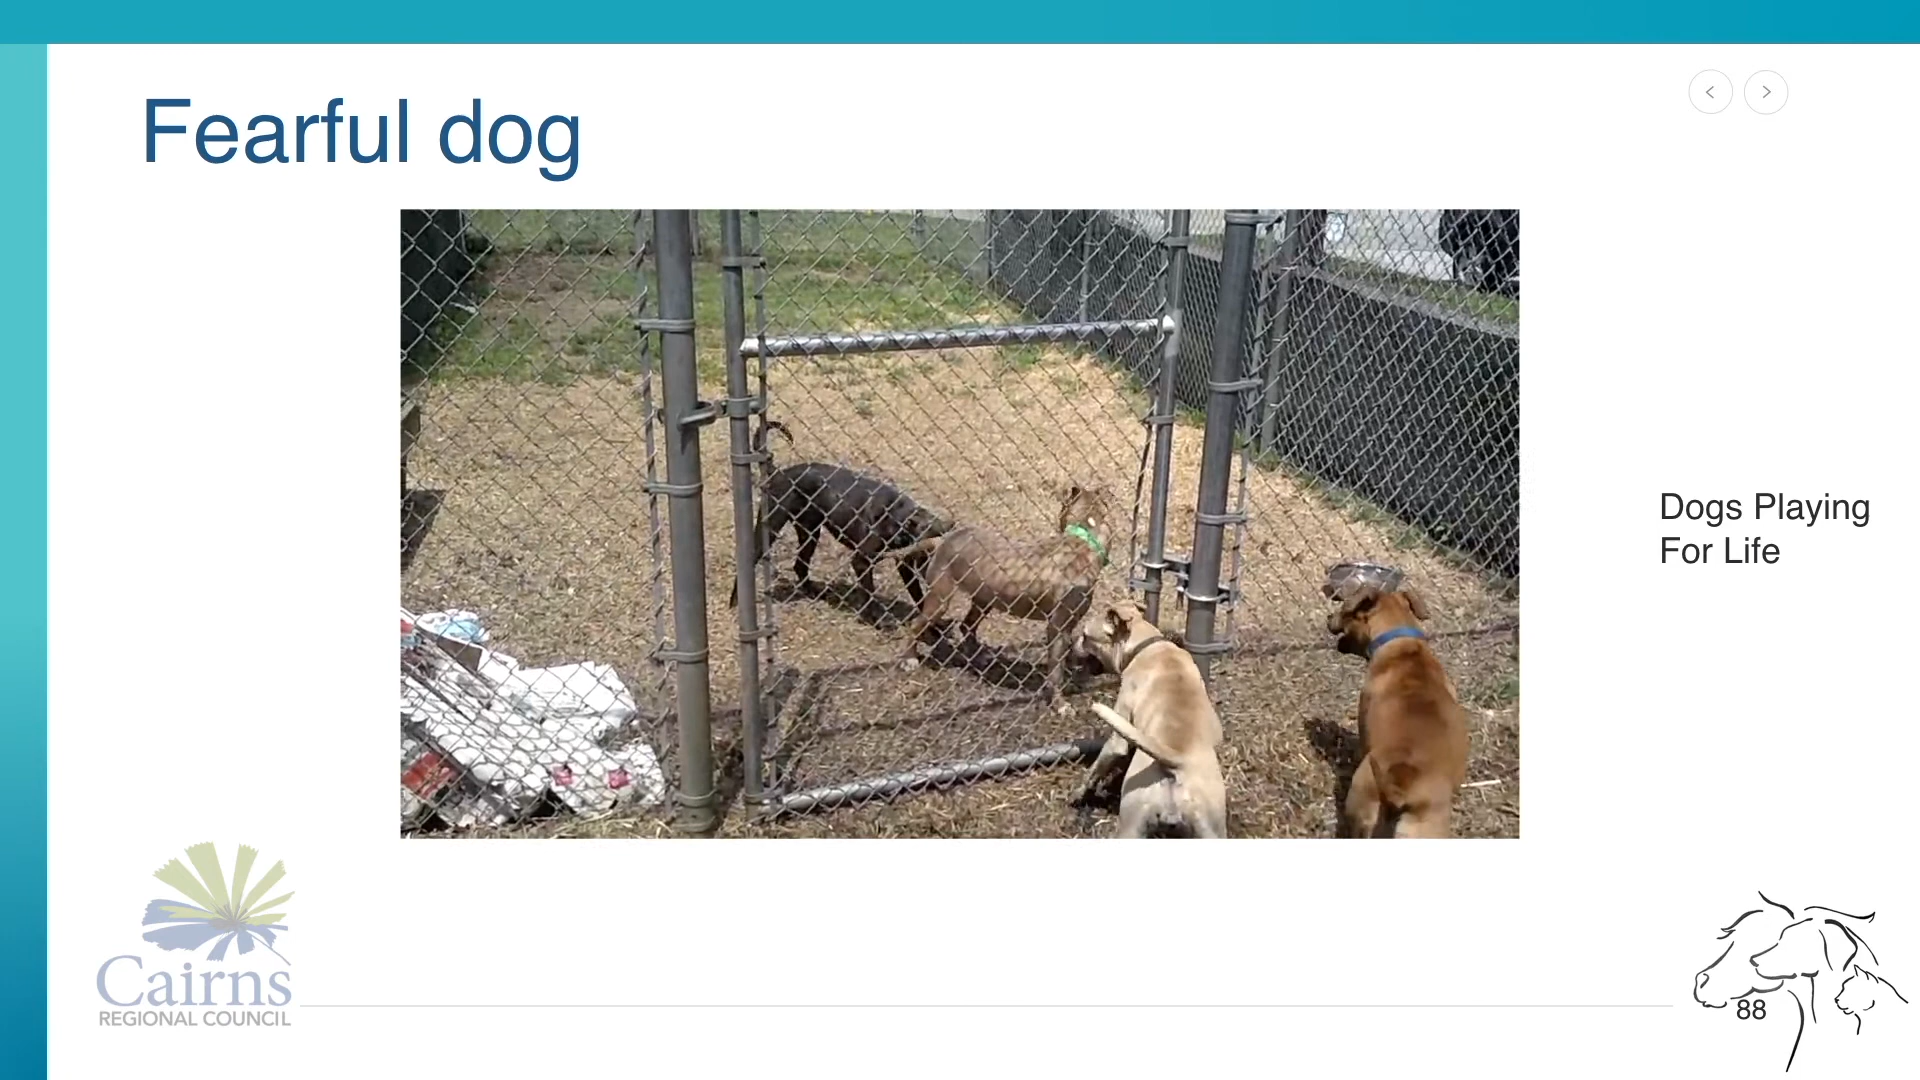 Fearful dog
Dogs Playing
For Life
Cairns
REGIONAL COUNCIL
88